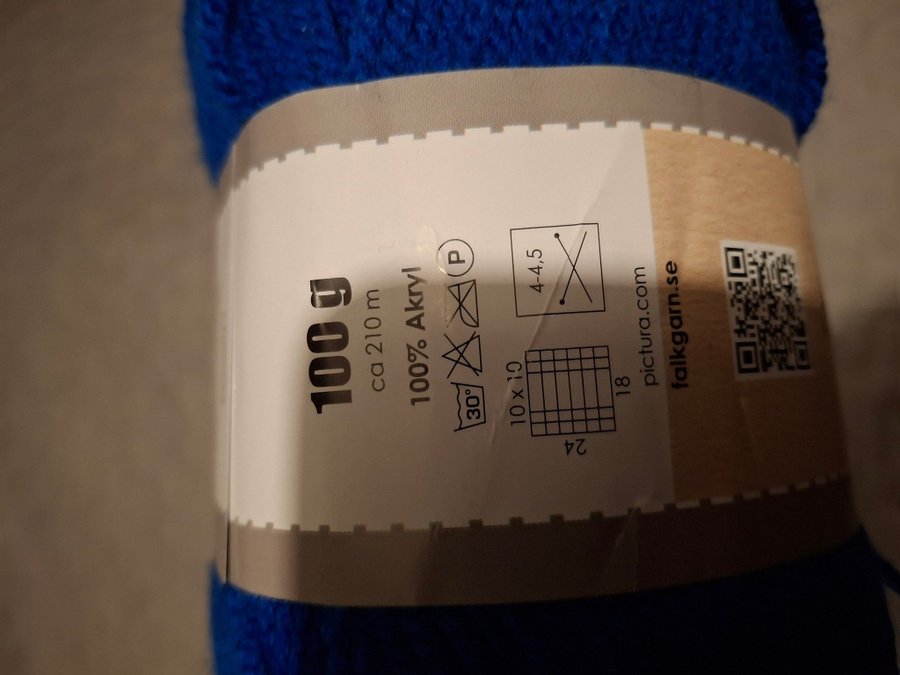 100 g
ca 210 m
100% Akryl
30° P
4-4,5
10 x 10
18
24
pictura.com
falkgarn.se